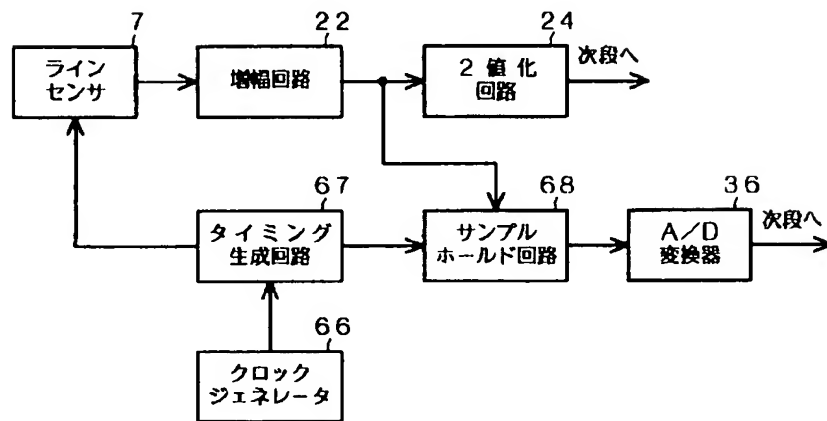 7
ライン
センサ
22
増幅回路
24
2値化
回路
次段へ
67
タイミング
生成回路
68
サンプル
ホールド回路
36
A/D
変換器
次段へ
66
クロック
ジェネレータ